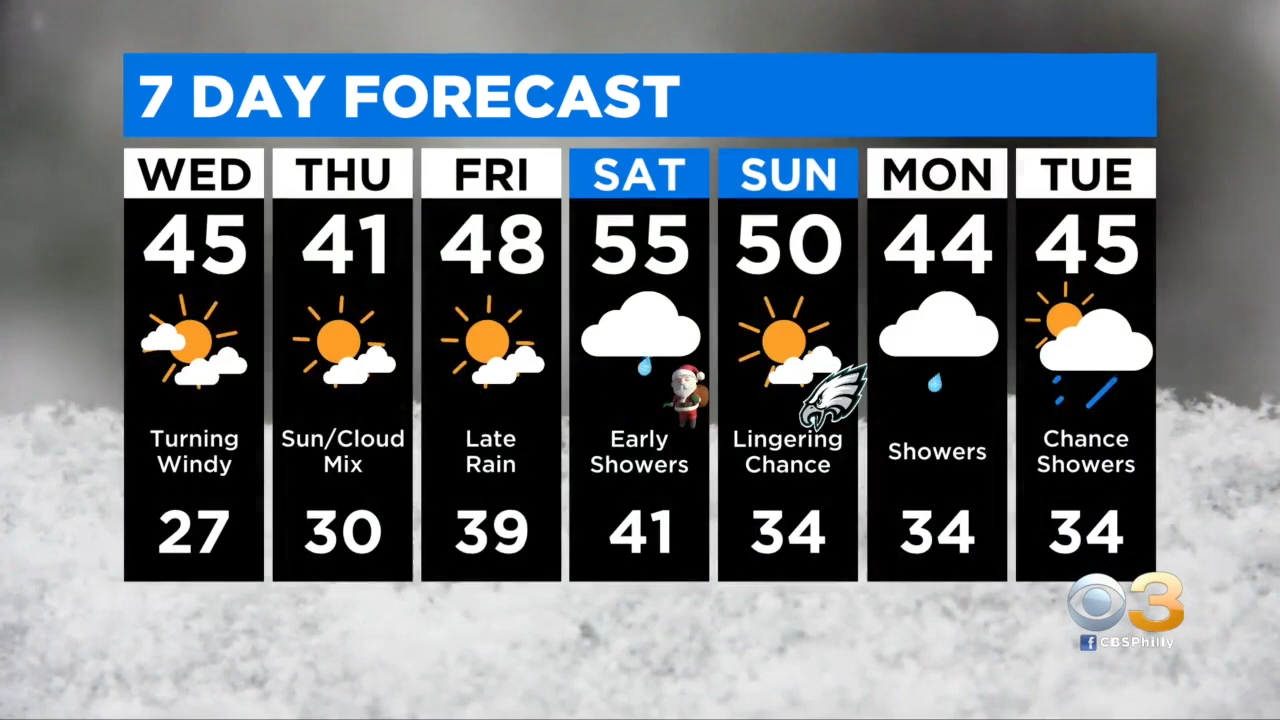 7 DAY FORECAST
WED THU FRI SAT SUN MON TUE
45 41 48 55 50 44 45
Turning Windy
Sun/Cloud Mix
Late Rain
Early Showers
Lingering Chance
Showers
Chance Showers
27 30 39 41 34 34 34
3
f CBSPhilly